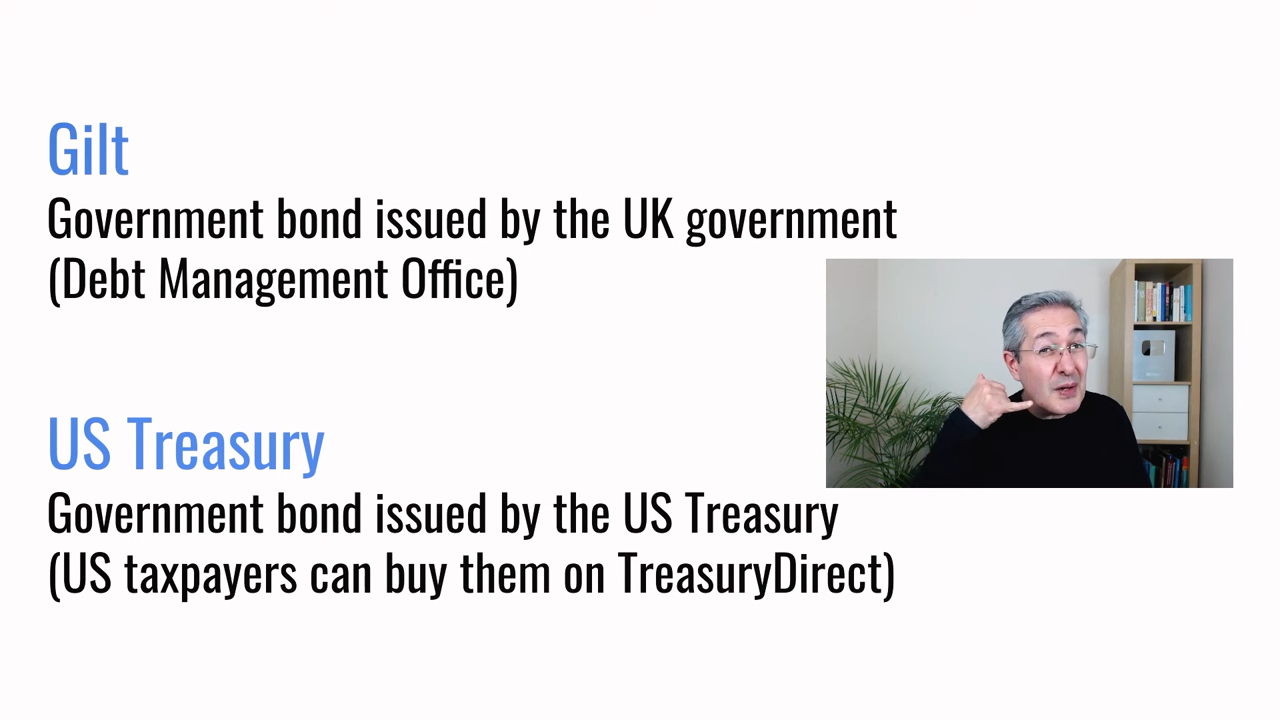 Gilt
Government bond issued by the UK government
(Debt Management Office)
US Treasury
Government bond issued by the US Treasury
(US taxpayers can buy them on TreasuryDirect)